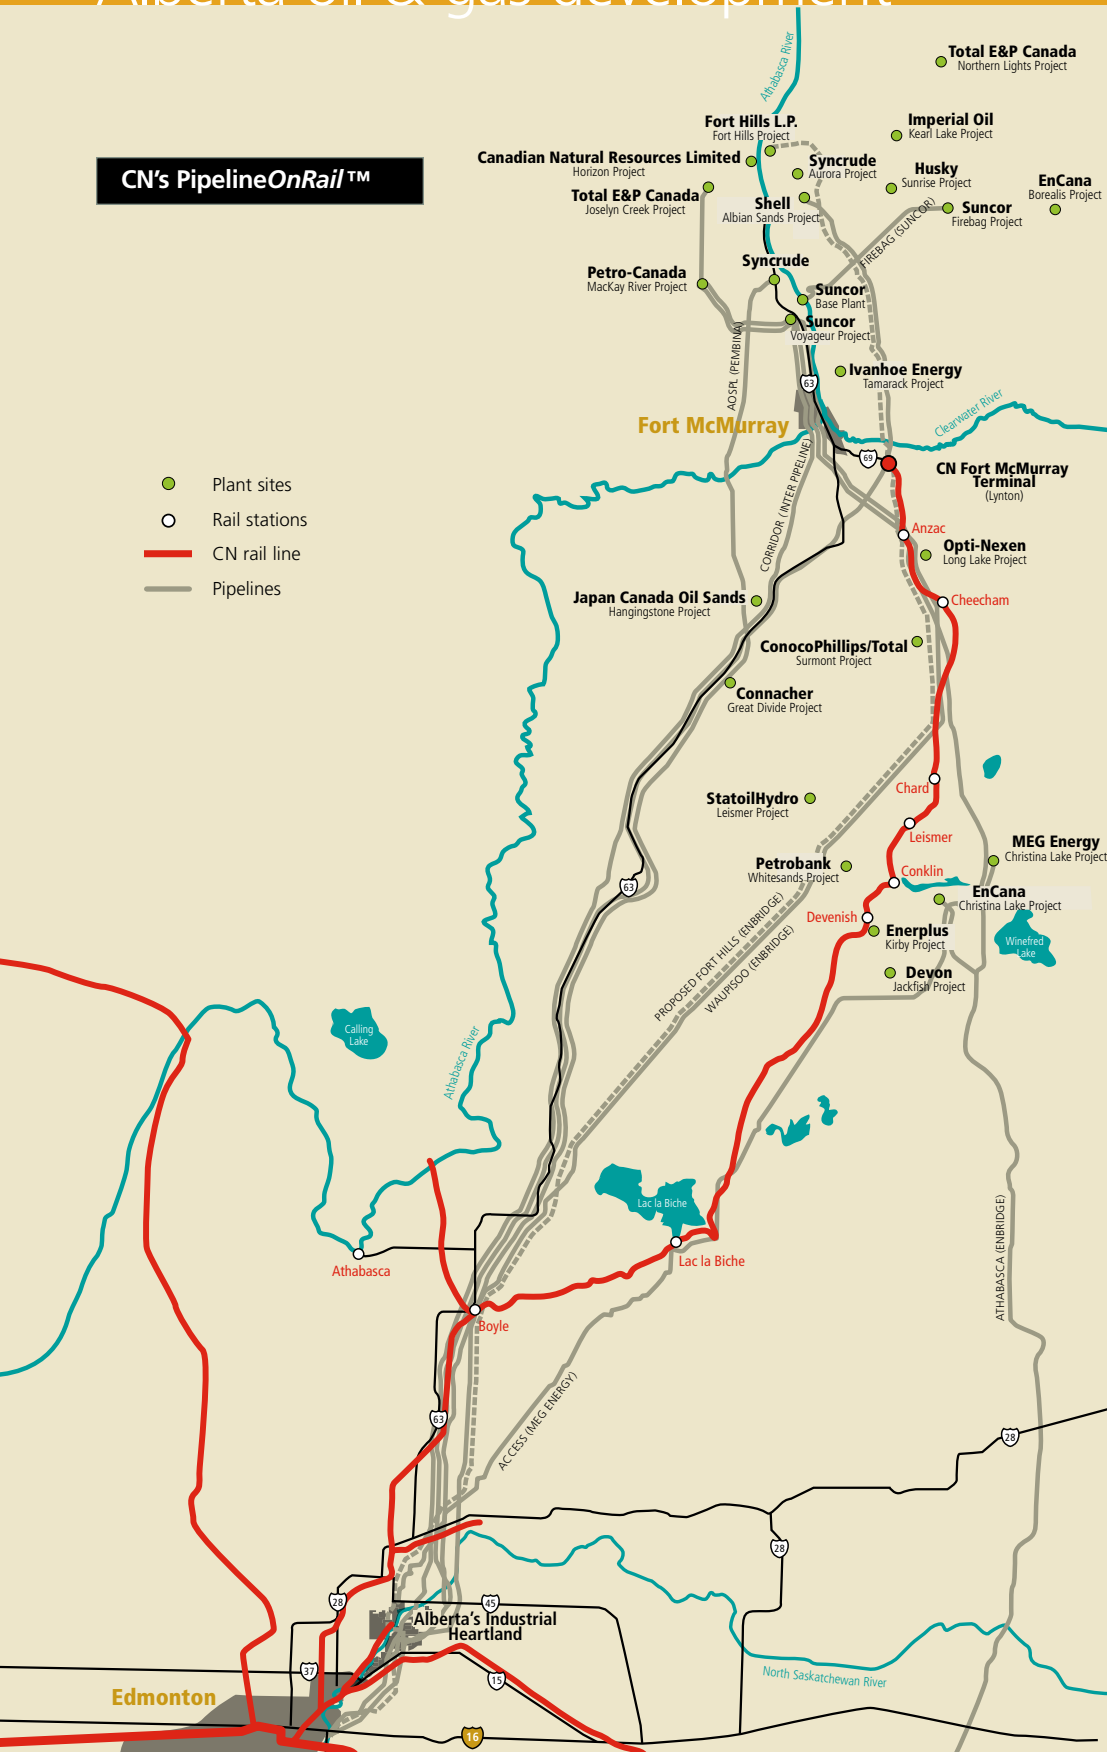 Alberta oil & gas development
Athabasca River
Total E&P Canada
Northern Lights Project
Fort Hills L.P.
Fort Hills Project
Imperial Oil
Kearl Lake Project
CN's PipelineOnRail™
Canadian Natural Resources Limited
Horizon Project
Syncrude
Aurora Project
Husky
Sunrise Project
EnCana
Borealis Project
Total E&P Canada
Joselyn Creek Project
Shell
Albian Sands Project
Suncor
Firebag Project
FIREBAG (SUNCOR)
Syncrude
Petro-Canada
MacKay River Project
Suncor
Base Plant
Suncor
Voyageur Project
AOSPL (PEMBINA)
Ivanhoe Energy
Tamarack Project
63
Clearwater River
Fort McMurray
69
CN Fort McMurray
Terminal
(Lynton)
Plant sites
Rail stations
CN rail line
Pipelines
CORRIDOR (INTER PIPELINE)
Anzac
Opti-Nexen
Long Lake Project
Japan Canada Oil Sands
Hangingstone Project
Cheecham
ConocoPhillips/Total
Surmont Project
Connacher
Great Divide Project
Chard
StatoilHydro
Leismer Project
Leismer
MEG Energy
Christina Lake Project
Petrobank
Whitesands Project
Conklin
63
EnCana
Christina Lake Project
Devenish
Enerplus
Kirby Project
Winefred
Lake
PROPOSED FORT HILLS (ENBRIDGE)
WAUPISOO (ENBRIDGE)
Devon
Jackfish Project
Calling
Lake
Athabasca River
Lac la Biche
ATHABASCA (ENBRIDGE)
Athabasca
Lac la Biche
Boyle
63
ACCESS (MEG ENERGY)
28
28
28
45
Alberta's Industrial
Heartland
37
15
North Saskatchewan River
Edmonton
16